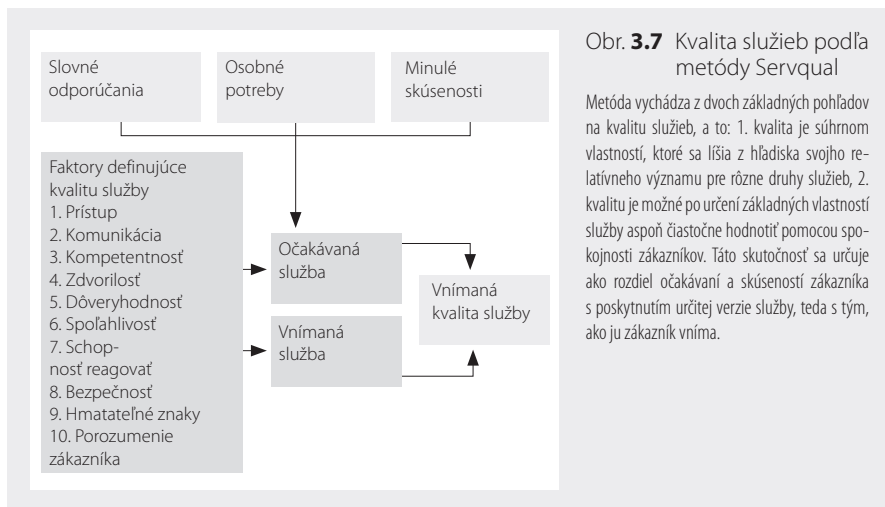 Slovné
odporúčania
Osobné
potreby
Minulé
skúsenosti
Faktory definujúce
kvalitu služby
1. Prístup
2. Komunikácia
3. Kompetentnosť
4. Zdvorilosť
5. Dôveryhodnosť
6. Spoľahlivosť
7. Schop-
nosť reagovať
8. Bezpečnosť
9. Hmatateľné znaky
10. Porozumenie
zákazníka
Očakávaná
služba
Vnímaná
služba
Vnímaná
kvalita služby
Obr. 3.7 Kvalita služieb podľa
metódy Servqual
Metóda vychádza z dvoch základných pohľadov
na kvalitu služieb, a to: 1. kvalita je súhrnom
vlastností, ktoré sa líšia z hľadiska svojho re-
latívneho významu pre rôzne druhy služieb, 2.
kvalitu je možné po určení základných vlastností
služby aspoň čiastočne hodnotiť pomocou spo-
kojnosti zákazníkov. Táto skutočnosť sa určuje
ako rozdiel očakávaní a skúseností zákazníka
s poskytnutím určitej verzie služby, teda s tým,
ako ju zákazník vníma.